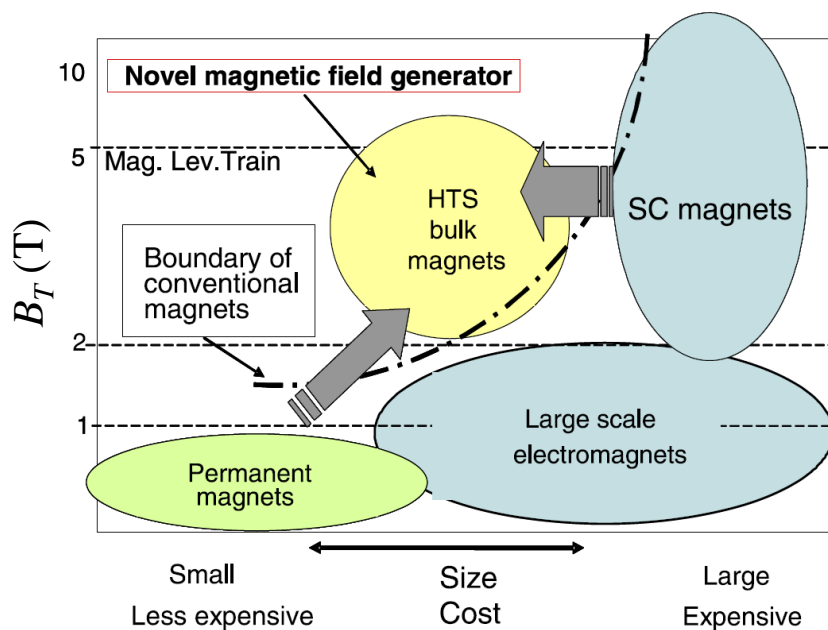 10
Novel magnetic field generator
5
Mag. Lev.Train
HTS
bulk
magnets
SC magnets
Boundary of
conventional
magnets
B_T (T)
2
1
Large scale
electromagnets
Permanent
magnets
Small
Size
Large
Less expensive
Cost
Expensive